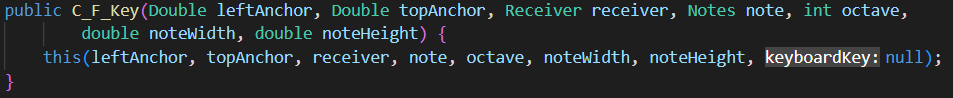 public C_F_Key(Double leftAnchor, Double topAnchor, Receiver receiver, Notes note, int octave,
double noteWidth, double noteHeight) {
this(leftAnchor, topAnchor, receiver, note, octave, noteWidth, noteHeight, keyboardKey: null);
}